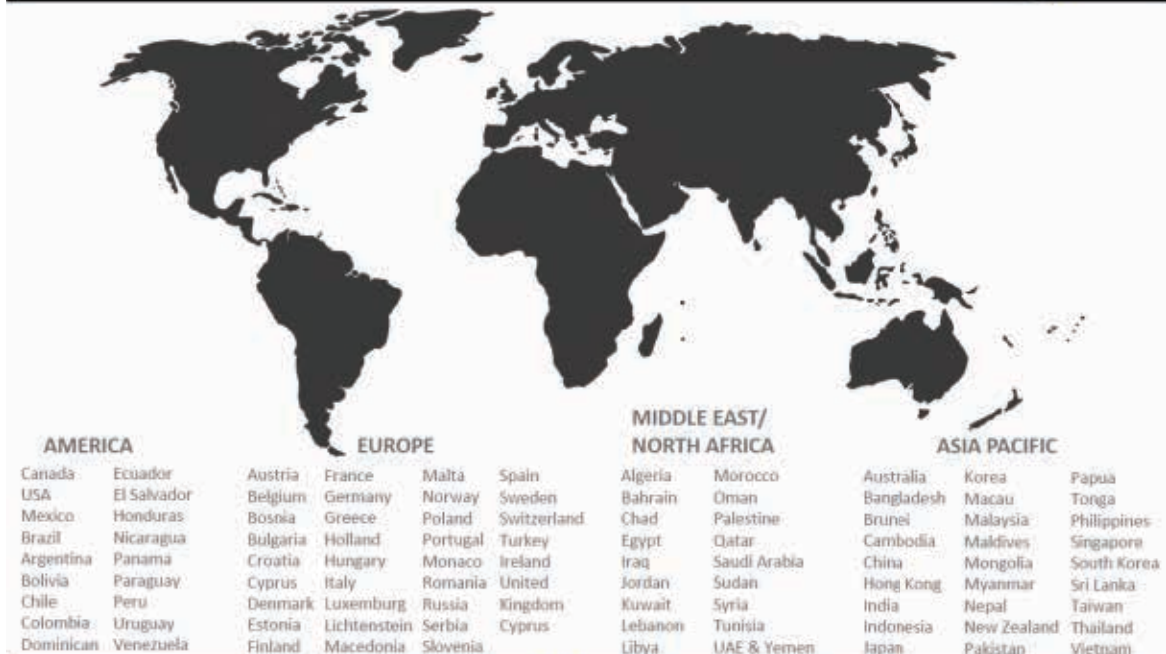 AMERICA
Canada Ecuador
USA El Salvador
Mexico Honduras
Brazil Nicaragua
Argentina Panama
Bolivia Paraguay
Chile Peru
Colombia Uruguay
Dominican Venezuela
EUROPE
Austria France Malta Spain
Belgium Germany Norway Sweden
Bosnia Greece Poland Switzerland
Bulgaria Holland Portugal Turkey
Croatia Hungary Monaco Ireland
Cyprus Italy Romania United
Denmark Luxemburg Russia Kingdom
Estonia Lichtenstein Serbia Cyprus
Finland Macedonia Slovenia
MIDDLE EAST/
NORTH AFRICA
Algeria Morocco
Bahrain Oman
Chad Palestine
Egypt Qatar
Iraq Saudi Arabia
Jordan Sudan
Kuwait Syria
Lebanon Tunisia
Libya UAE & Yemen
ASIA PACIFIC
Australia Korea Papua
Bangladesh Macau Tonga
Brunei Malaysia Philippines
Cambodia Maldives Singapore
China Mongolia South Korea
Hong Kong Myanmar Sri Lanka
India Nepal Taiwan
Indonesia New Zealand Thailand
Japan Pakistan Vietnam